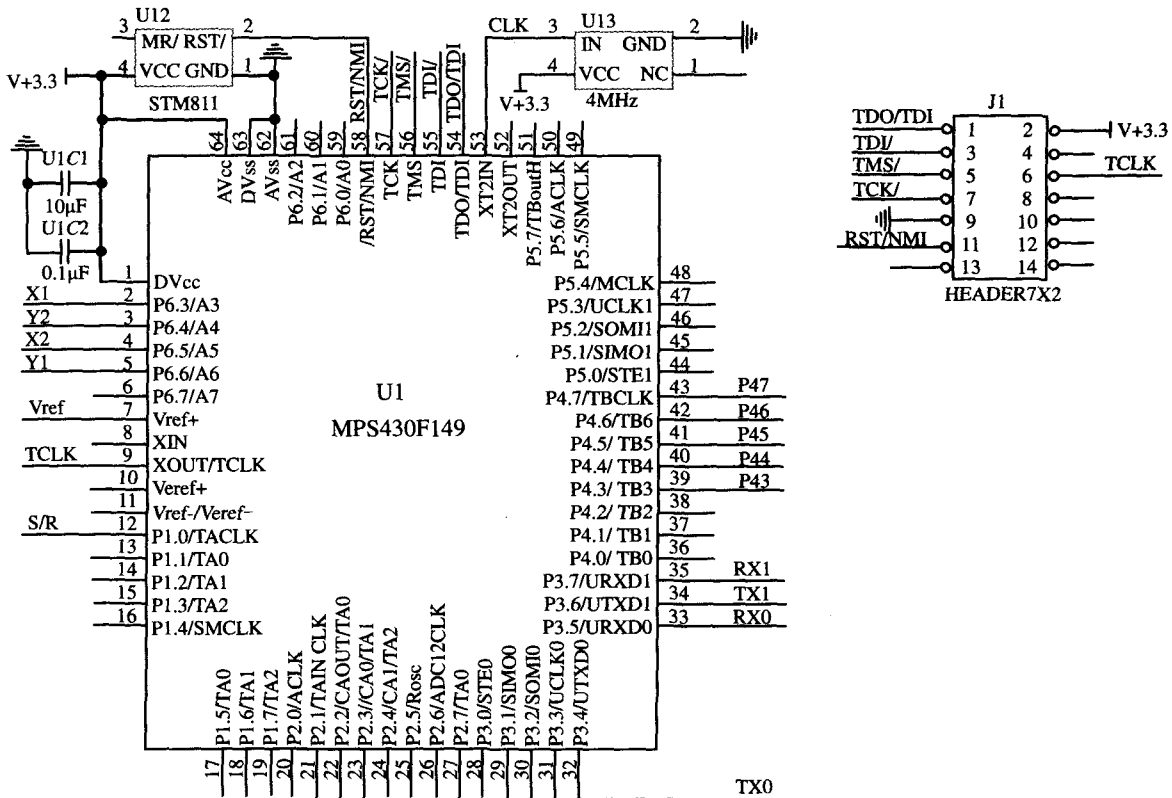 U12
3 MR/ RST/ 2
4 VCC GND 1
STM811
V+3.3
U1C1
10μF
U1C2
0.1μF
CLK
U13
3 IN GND 2
4 VCC NC 1
V+3.3
4MHz
RST/NMI
TCK/
TMS/
TDI/
TDO/TDI
64 AVcc
63 DVss
62 AVss
61 P6.2/A2
60 P6.1/A1
59 P6.0/A0
58 /RST/NMI
57 TCK
56 TMS
55 TDI
54 TDO/TDI
53 XT2IN
52 XT2OUT
51 P5.7/TBoutH
50 P5.6/ACLK
49 P5.5/SMCLK
1 DVcc
X1 2 P6.3/A3
Y2 3 P6.4/A4
X2 4 P6.5/A5
Y1 5 P6.6/A6
6 P6.7/A7
Vref 7 Vref+
8 XIN
TCLK 9 XOUT/TCLK
10 Veref+
11 Vref-/Veref-
S/R 12 P1.0/TACLK
13 P1.1/TA0
14 P1.2/TA1
15 P1.3/TA2
16 P1.4/SMCLK
U1
MPS430F149
P5.4/MCLK 48
P5.3/UCLK1 47
P5.2/SOMI1 46
P5.1/SIMO1 45
P5.0/STE1 44
P4.7/TBCLK 43 P47
P4.6/TB6 42 P46
P4.5/ TB5 41 P45
P4.4/ TB4 40 P44
P4.3/ TB3 39 P43
P4.2/ TB2 38
P4.1/ TB1 37
P4.0/ TB0 36
P3.7/URXD1 35 RX1
P3.6/UTXD1 34 TX1
P3.5/URXD0 33 RX0
17 P1.5/TA0
18 P1.6/TA1
19 P1.7/TA2
20 P2.0/ACLK
21 P2.1/TAIN CLK
22 P2.2/CAOUT/TA0
23 P2.3//CA0/TA1
24 P2.4/CA1/TA2
25 P2.5/Rosc
26 P2.6/ADC12CLK
27 P2.7/TA0
28 P3.0/STE0
29 P3.1/SIMO0
30 P3.2/SOMI0
31 P3.3/UCLK0
32 P3.4/UTXD0
TX0
J1
TDO/TDI 1 2 V+3.3
TDI/ 3 4
TMS/ 5 6 TCLK
TCK/ 7 8
9 10
RST/NMI 11 12
13 14
HEADER7X2